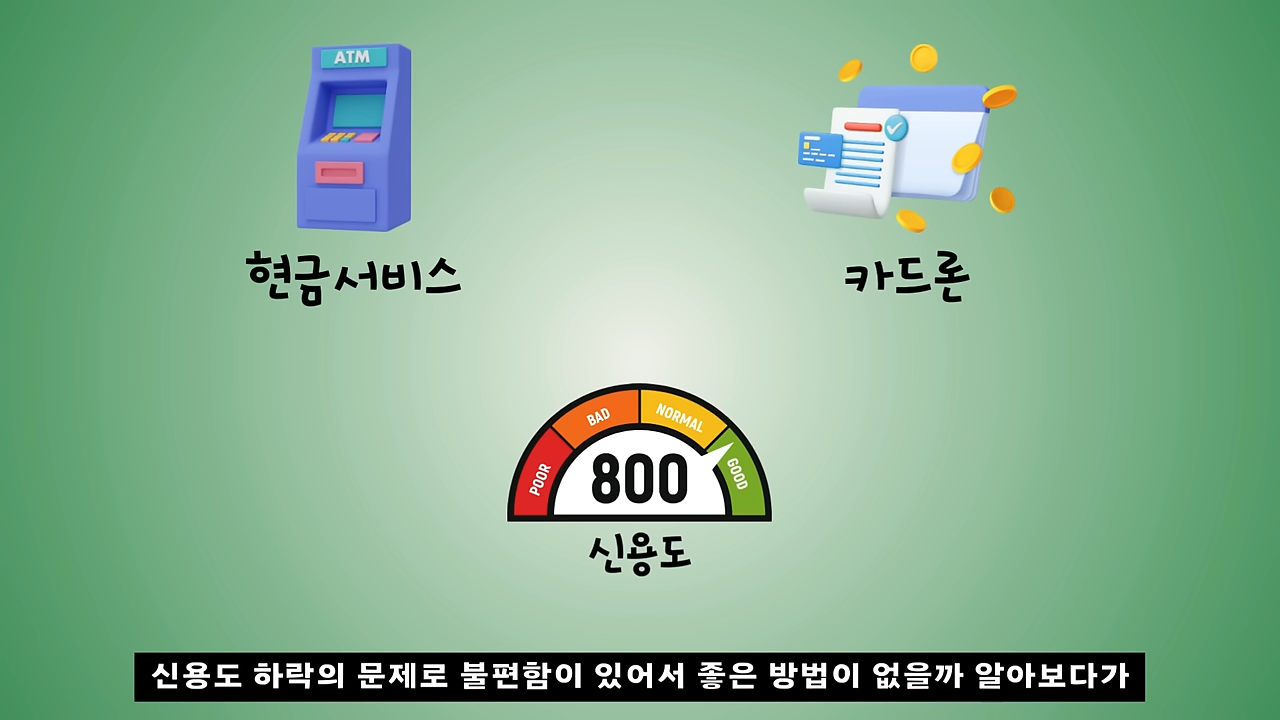 ATM
현금서비스
카드론
POOR
BAD
NORMAL
GOOD
800
신용도
신용도 하락의 문제로 불편함이 있어서 좋은 방법이 없을까 알아보다가